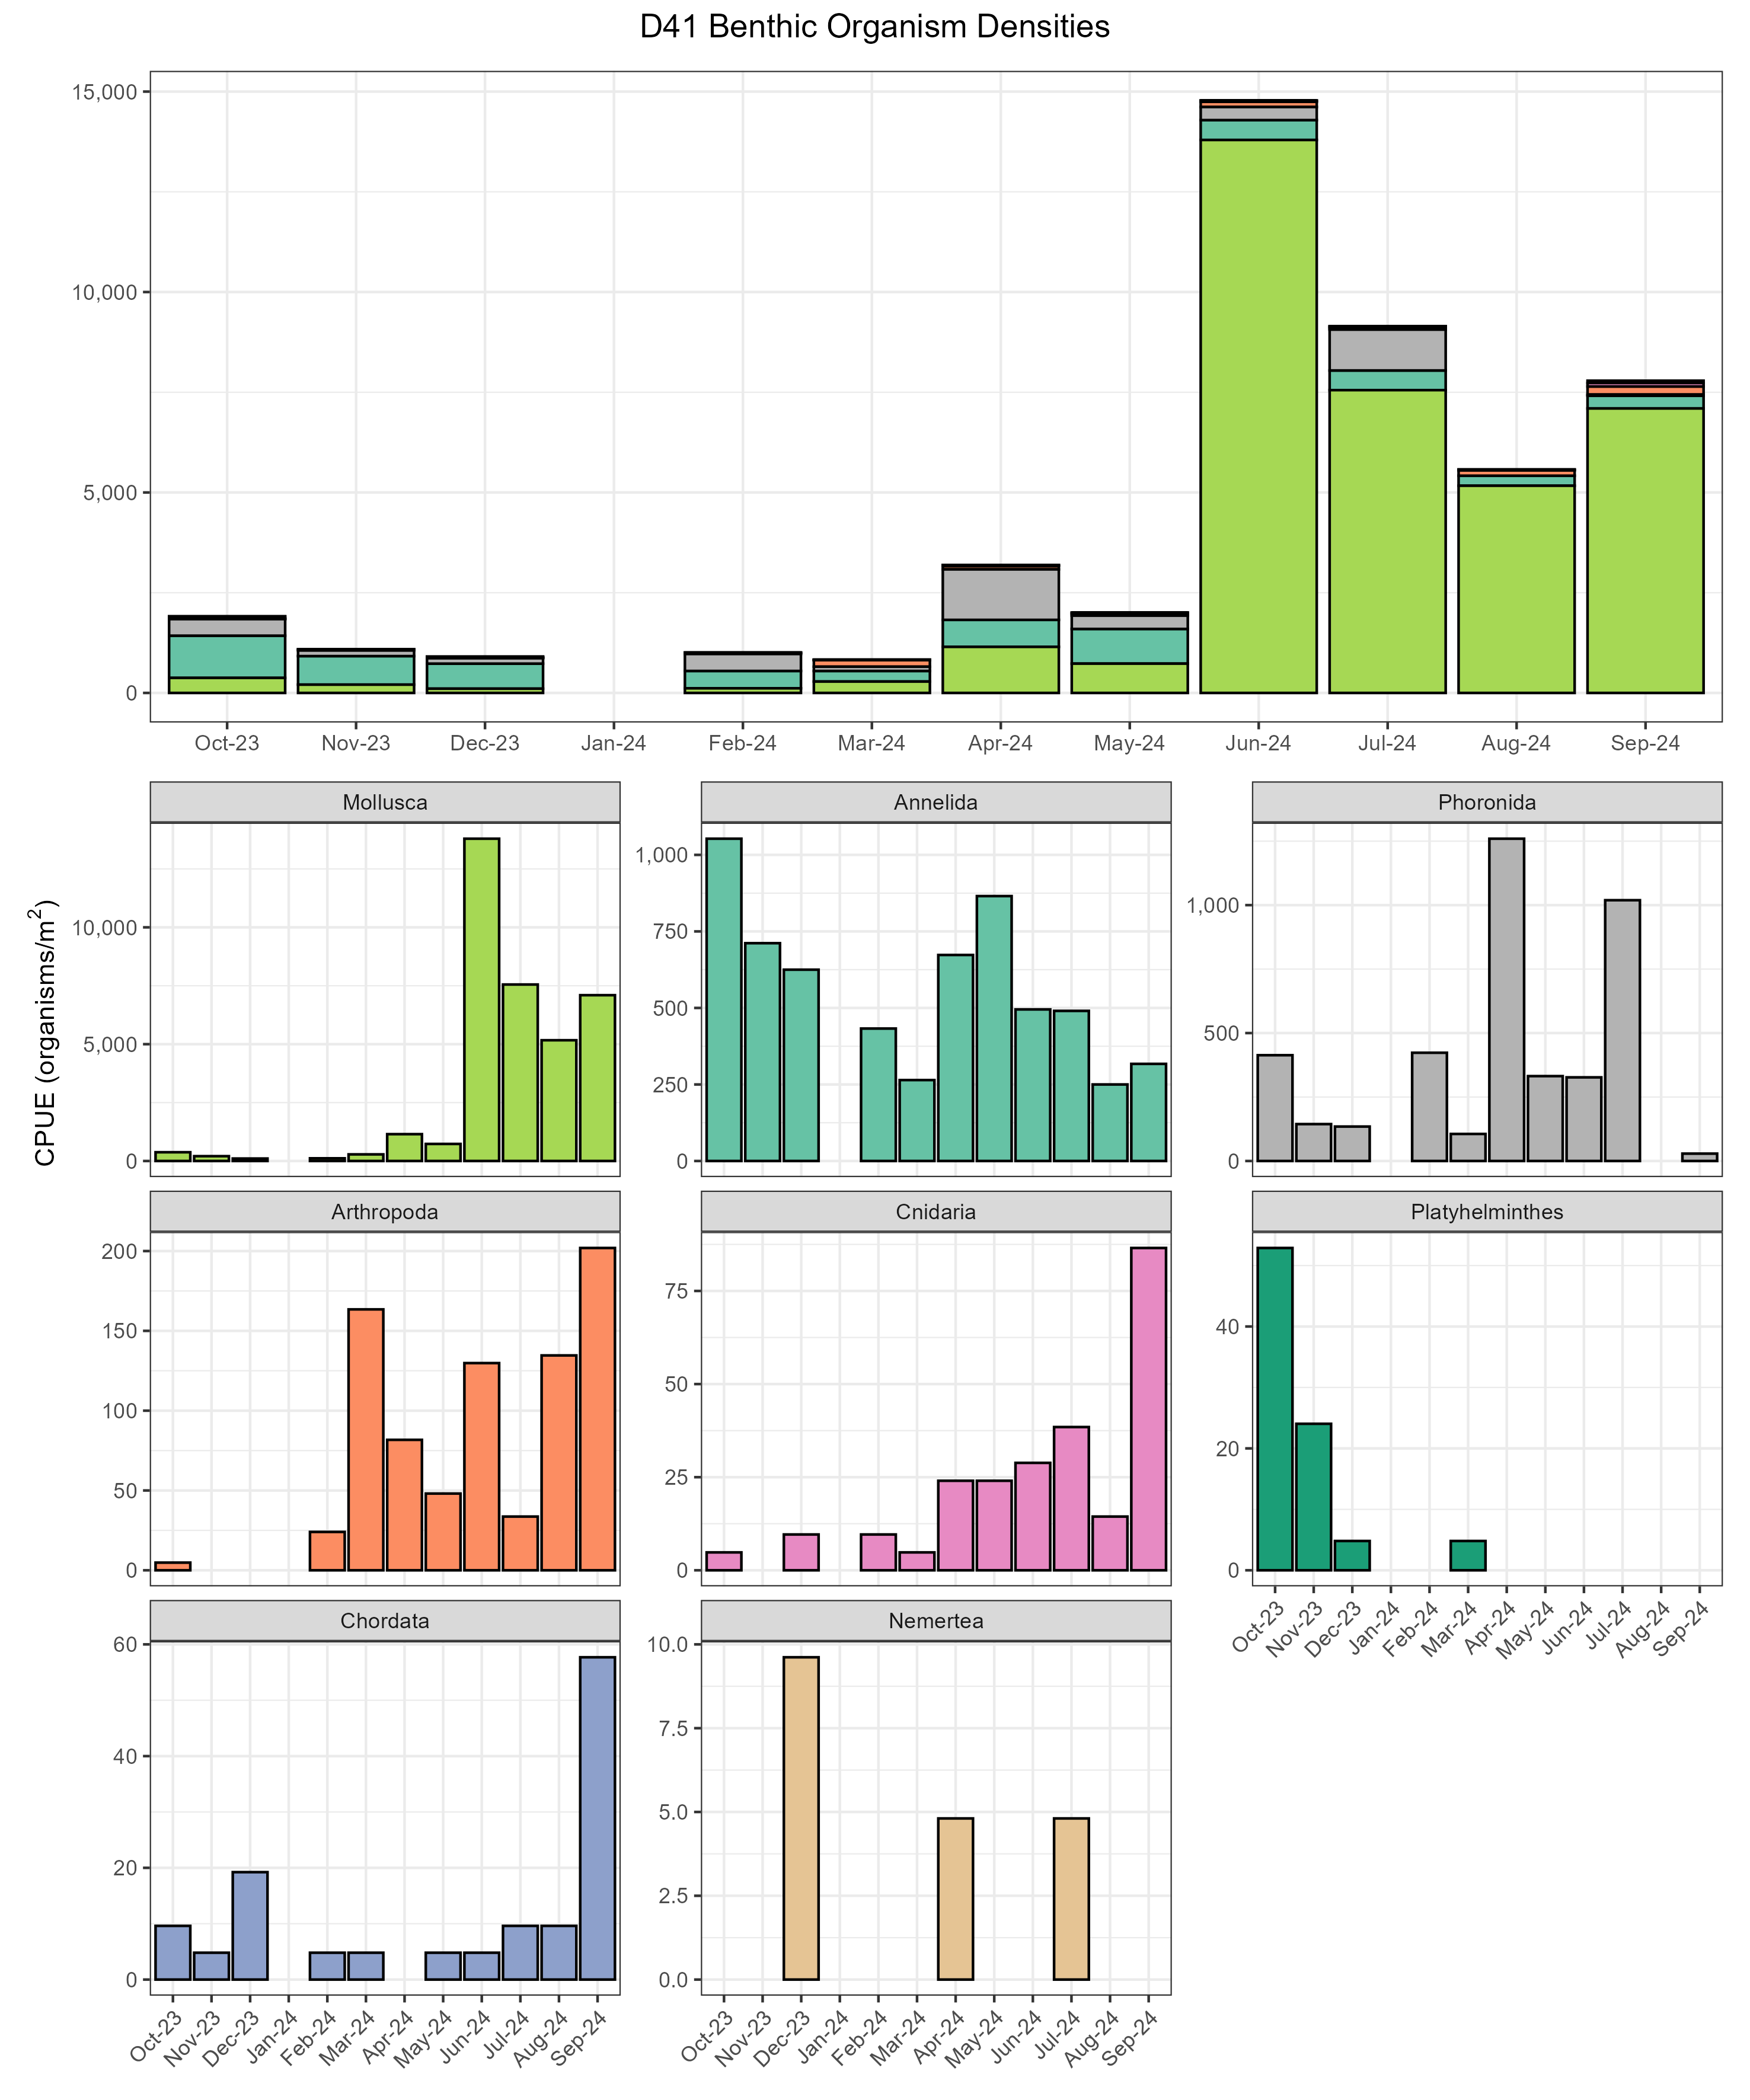 D41 Benthic Organism Densities
15,000
10,000
5,000
0
Oct-23 Nov-23 Dec-23 Jan-24 Feb-24 Mar-24 Apr-24 May-24 Jun-24 Jul-24 Aug-24 Sep-24
CPUE (organisms/m²)
Mollusca
10,000
5,000
0
Annelida
1,000
750
500
250
0
Phoronida
1,000
500
0
Arthropoda
200
150
100
50
0
Cnidaria
75
50
25
0
Platyhelminthes
40
20
0
Oct-23 Nov-23 Dec-23 Jan-24 Feb-24 Mar-24 Apr-24 May-24 Jun-24 Jul-24 Aug-24 Sep-24
Chordata
60
40
20
0
Oct-23 Nov-23 Dec-23 Jan-24 Feb-24 Mar-24 Apr-24 May-24 Jun-24 Jul-24 Aug-24 Sep-24
Nemertea
10.0
7.5
5.0
2.5
0.0
Oct-23 Nov-23 Dec-23 Jan-24 Feb-24 Mar-24 Apr-24 May-24 Jun-24 Jul-24 Aug-24 Sep-24